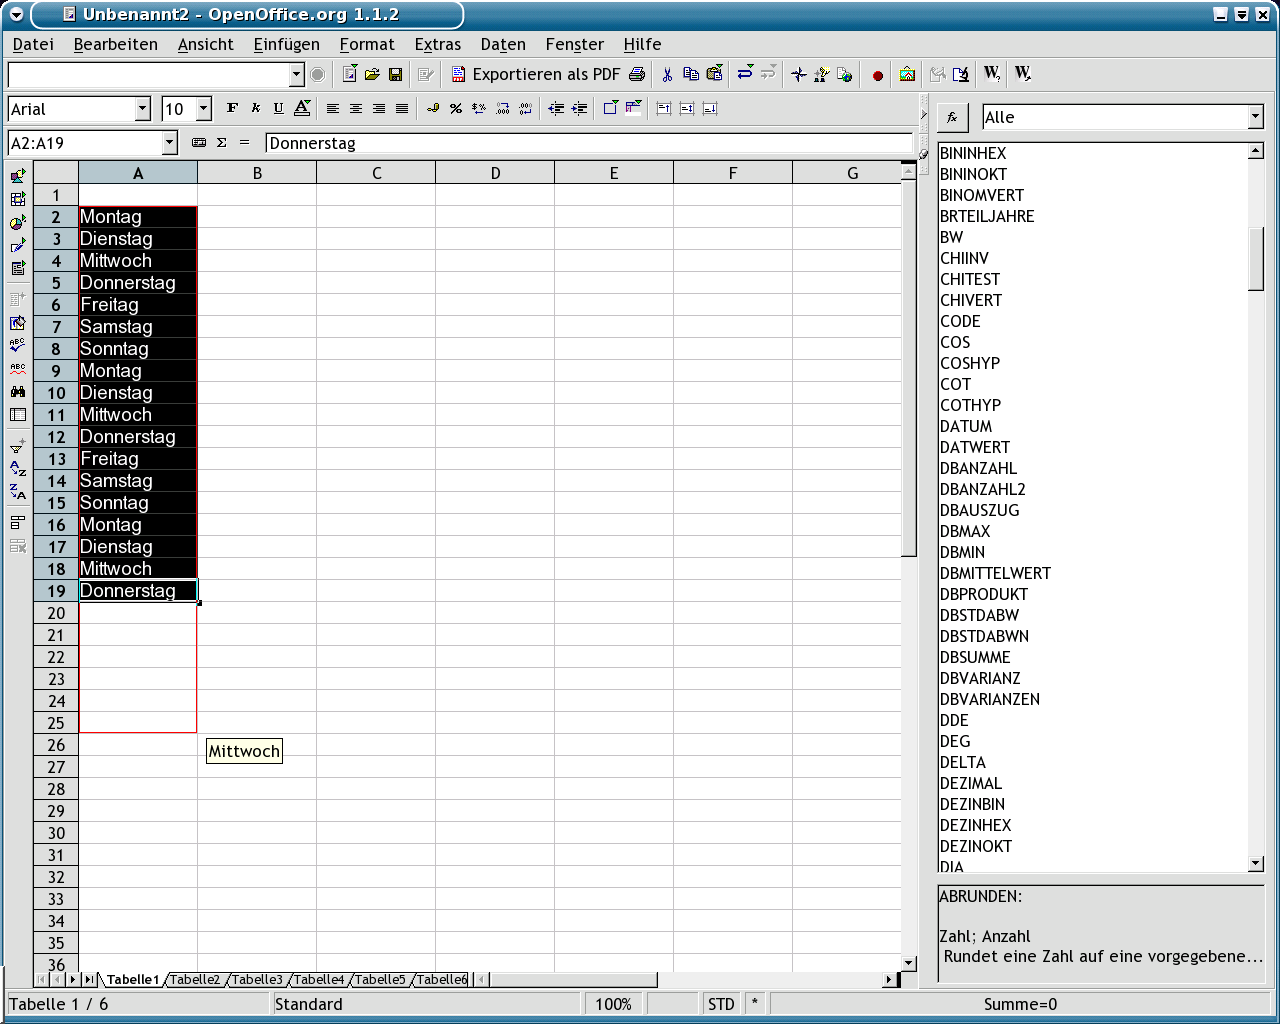 Unbenannt2 - OpenOffice.org 1.1.2
Datei Bearbeiten Ansicht Einfügen Format Extras Daten Fenster Hilfe
Exportieren als PDF
Arial 10 F k U A % $% W? W
fx Alle
A2:A19 Σ = Donnerstag
A B C D E F G
1
2 Montag
3 Dienstag
4 Mittwoch
5 Donnerstag
6 Freitag
7 Samstag
8 Sonntag
9 Montag
10 Dienstag
11 Mittwoch
12 Donnerstag
13 Freitag
14 Samstag
15 Sonntag
16 Montag
17 Dienstag
18 Mittwoch
19 Donnerstag
20
21
22
23
24
25
26
Mittwoch
27
28
29
30
31
32
33
34
35
36
ABC
ABC
A Z
Z A
BININHEX
BININOKT
BINOMVERT
BRTEILJAHRE
BW
CHIINV
CHITEST
CHIVERT
CODE
COS
COSHYP
COT
COTHYP
DATUM
DATWERT
DBANZAHL
DBANZAHL2
DBAUSZUG
DBMAX
DBMIN
DBMITTELWERT
DBPRODUKT
DBSTDABW
DBSTDABWN
DBSUMME
DBVARIANZ
DBVARIANZEN
DDE
DEG
DELTA
DEZIMAL
DEZINBIN
DEZINHEX
DEZINOKT
DIA
ABRUNDEN:
Zahl; Anzahl
Rundet eine Zahl auf eine vorgegebene...
Tabelle1 Tabelle2 Tabelle3 Tabelle4 Tabelle5 Tabelle6
Tabelle 1 / 6 Standard 100% STD * Summe=0